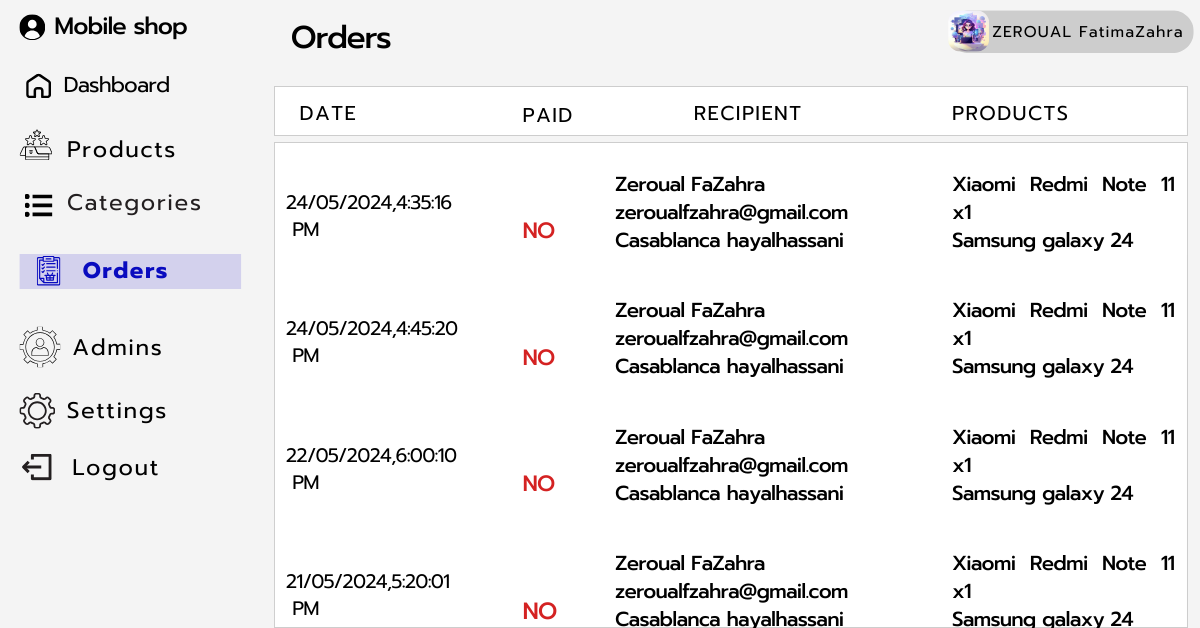 Mobile shop
Dashboard
Products
Categories
Orders
Admins
Settings
Logout
Orders
ZEROUAL FatimaZahra
DATE PAID RECIPIENT PRODUCTS
24/05/2024,4:35:16
PM
NO
Zeroual FaZahra
zeroualfzahra@gmail.com
Casablanca hayalhassani
Xiaomi Redmi Note 11
x1
Samsung galaxy 24
24/05/2024,4:45:20
PM
NO
Zeroual FaZahra
zeroualfzahra@gmail.com
Casablanca hayalhassani
Xiaomi Redmi Note 11
x1
Samsung galaxy 24
22/05/2024,6:00:10
PM
NO
Zeroual FaZahra
zeroualfzahra@gmail.com
Casablanca hayalhassani
Xiaomi Redmi Note 11
x1
Samsung galaxy 24
21/05/2024,5:20:01
PM
NO
Zeroual FaZahra
zeroualfzahra@gmail.com
Casablanca hayalhassani
Xiaomi Redmi Note 11
x1
Samsung galaxy 24